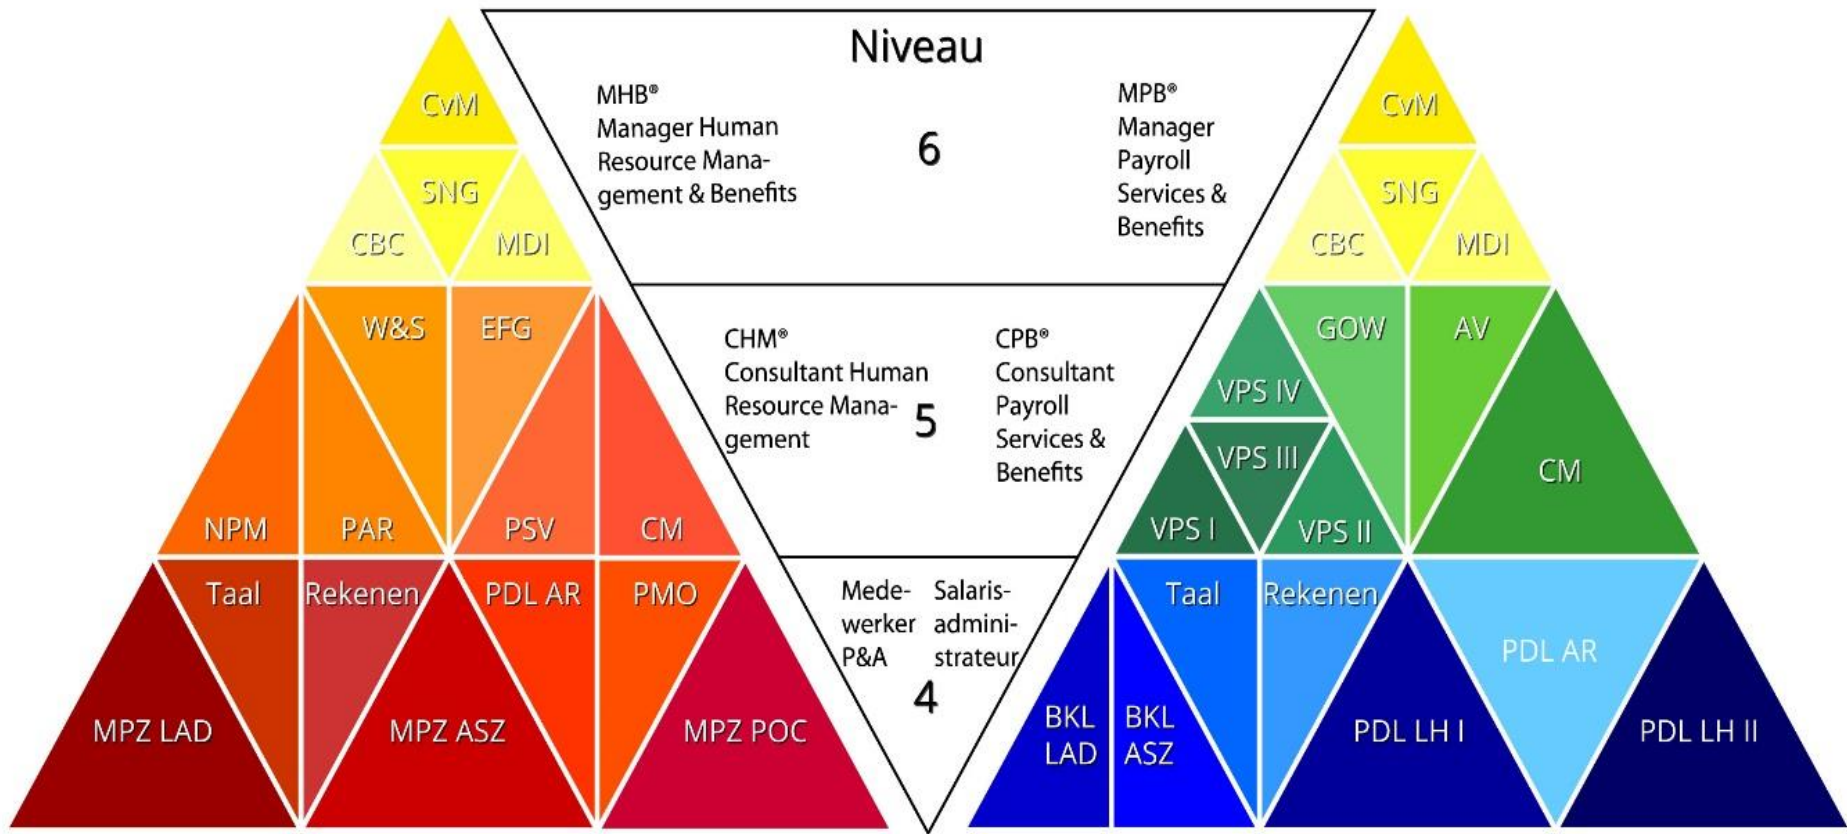 CvM
SNG
CBC
MDI
W&S
EFG
NPM
PAR
PSV
CM
Taal
Rekenen
PDL AR
PMO
MPZ LAD
MPZ ASZ
MPZ POC
Niveau
MHB®
Manager Human
Resource Mana-
gement & Benefits
6
MPB®
Manager
Payroll
Services &
Benefits
CHM®
Consultant Human
Resource Mana-
gement
5
CPB®
Consultant
Payroll
Services &
Benefits
Mede-
werker
P&A
Salaris-
admini-
strateur
4
CvM
SNG
CBC
MDI
GOW
AV
VPS IV
VPS III
CM
VPS I
VPS II
Taal
Rekenen
PDL AR
BKL
LAD
BKL
ASZ
PDL LH I
PDL LH II